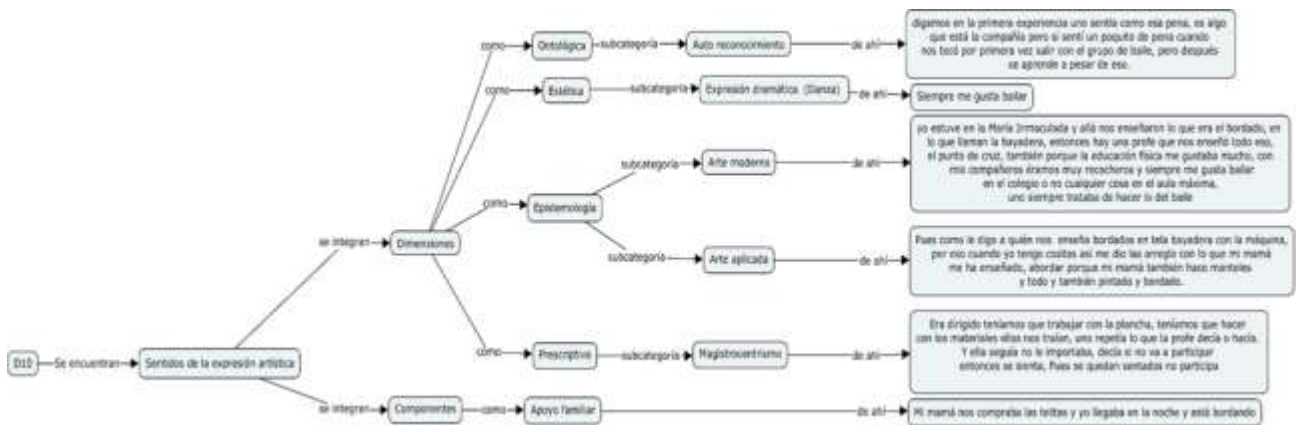 digamos en la primera experiencia uno sentía como esa pena, es algo
que está la compañía pero si sentí un poquito de pena cuando
nos tocó por primera vez salir con el grupo de baile, pero después
se aprende a pesar de eso.
como
Ontológica
subcategoría
Auto reconocimiento
de ahí
como
Estética
subcategoría
Expresión dramática (Danza)
de ahí
Siempre me gusta bailar
yo estuve en la María Inmaculada y allá nos enseñaron lo que era el bordado, en
lo que llaman la bayadera, entonces hay una profe que nos enseñó todo eso,
el punto de cruz, también porque la educación física me gustaba mucho, con
mis compañeros éramos muy recocheros y siempre me gusta bailar
en el colegio o no cualquier cosa en el aula máxima,
uno siempre trataba de hacer lo del baile
subcategoría
Arte moderno
de ahí
como
Epistemología
se integran
Dimensiones
subcategoría
Arte aplicada
de ahí
Pues como le digo a quién nos enseña bordados en tela bayadera con la máquina,
por eso cuando yo tengo cositas así me dio las arreglo con lo que mi mamá
me ha enseñado, abordar porque mi mamá también hace manteles
y todo y también pintado y bordado.
Era dirigido teníamos que trabajar con la plancha, teníamos que hacer
con los materiales ellas nos traían, uno repetía lo que la profe decía o hacía.
Y ella seguía no le importaba, decía si no va a participar
entonces se sienta, Pues se quedan sentados no participa
como
Prescriptiva
subcategoría
Magistrocentrismo
de ahí
D10
Se encuentran
Sentidos de la expresión artística
se integran
Componentes
como
Apoyo familiar
de ahí
Mi mamá nos compraba las telitas y yo llegaba en la noche y está bordando